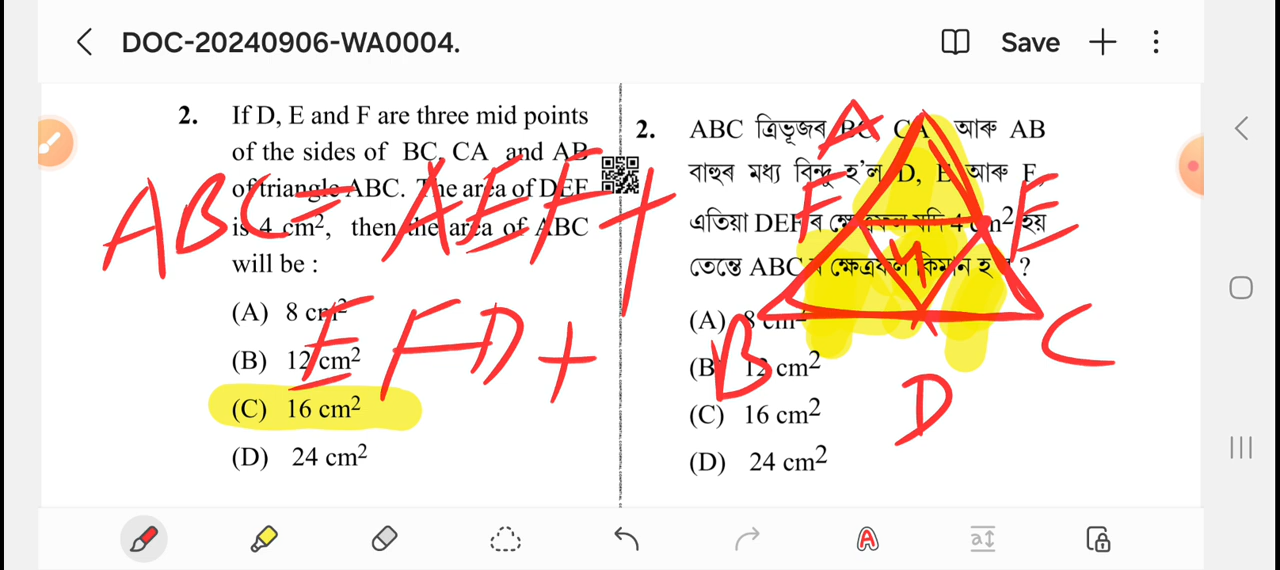 DOC-20240906-WA0004.
Save
2. If D, E and F are three mid points
of the sides of BC, CA and AB
of triangle ABC. The area of DEF
is 4 cm², then the area of ABC
will be :
(A) 8 cm²
(B) 12 cm²
(C) 16 cm²
(D) 24 cm²
2. ABC ত্ৰিভূজৰ BC CA আৰু AB
বাহুৰ মধ্য বিন্দু হ'ল D, E আৰু F,
এতিয়া DEF ৰ ক্ষেত্ৰফল যদি 4 cm² হয়
তেন্তে ABC ৰ ক্ষেত্ৰফল কিমান হ ?
(A) 8 cm²
(B) 12 cm²
(C) 16 cm²
(D) 24 cm²
ABC = AEF +
EFD +
A
F E
4
B C
D